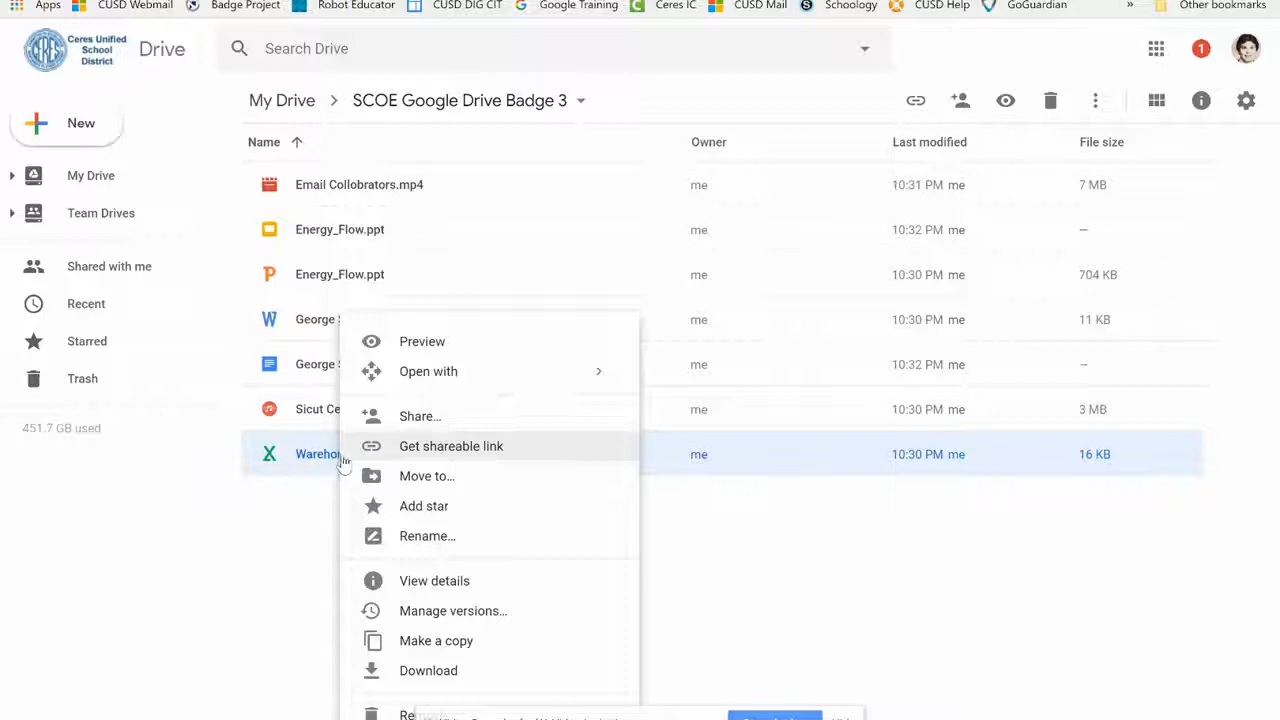 Apps CUSD Webmail Badge Project Robot Educator CUSD DIG CIT Google Training Ceres IC CUSD Mail Schoology CUSD Help GoGuardian » Other bookmarks
CERES
Ceres Unified
School
District
Drive
Search Drive
1
My Drive > SCOE Google Drive Badge 3
New
Name Owner Last modified File size
My Drive
Team Drives
Shared with me
Recent
Starred
Trash
451.7 GB used
Email Collobrators.mp4 me 10:31 PM me 7 MB
Energy_Flow.ppt me 10:32 PM me –
Energy_Flow.ppt me 10:30 PM me 704 KB
George me 10:30 PM me 11 KB
George me 10:32 PM me –
Sicut Ce me 10:30 PM me 3 MB
Wareho me 10:30 PM me 16 KB
Preview
Open with
Share...
Get shareable link
Move to...
Add star
Rename...
View details
Manage versions...
Make a copy
Download